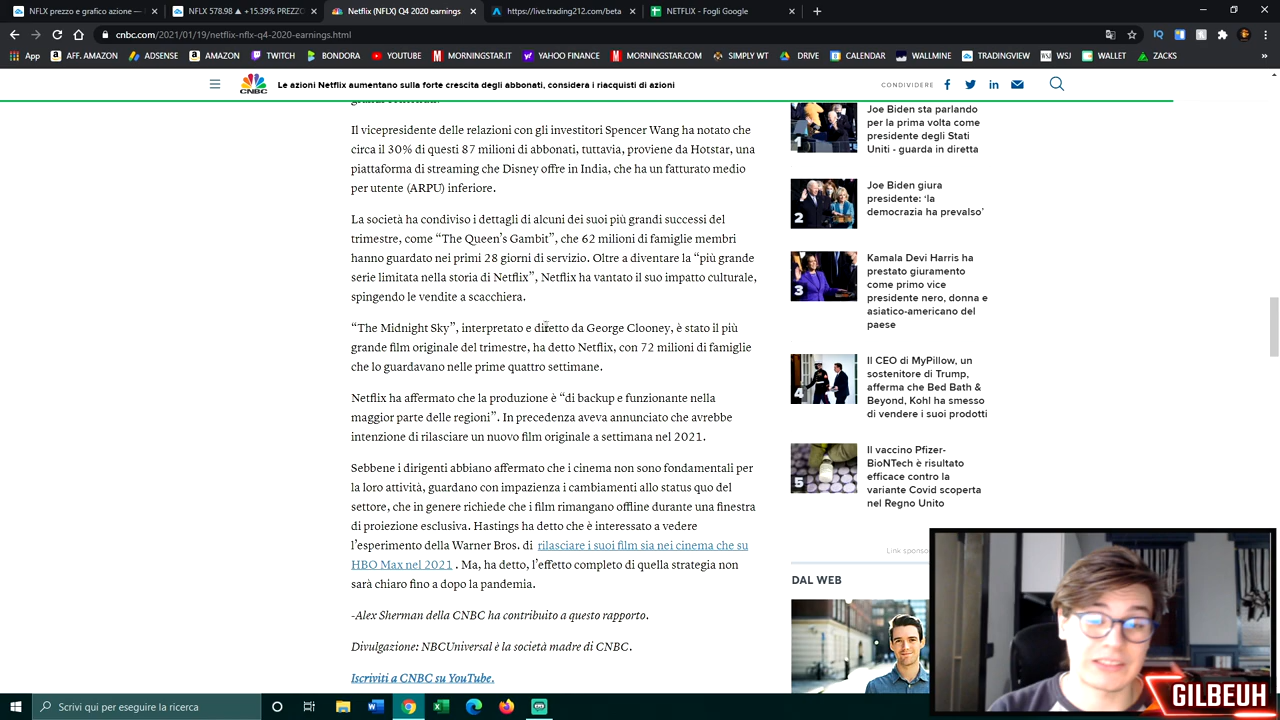 NFLX prezzo e grafico azione —
NFLX 578.98 ▲ +15.39% PREZZO
Netflix (NFLX) Q4 2020 earnings
https://live.trading212.com/beta
NETFLIX - Fogli Google
cnbc.com/2021/01/19/netflix-nflx-q4-2020-earnings.html
App
AFF. AMAZON
ADSENSE
AMAZON
TWITCH
BONDORA
YOUTUBE
MORNINGSTAR.IT
YAHOO FINANCE
MORNINGSTAR.COM
SIMPLY WT
DRIVE
CALENDAR
WALLMINE
TRADINGVIEW
WSJ
WATCHLIST
ZACKS
CNBC
Le azioni Netflix aumentano sulla forte crescita degli abbonati, considera i riacquisti di azioni
CONDIVIDERE
Il vicepresidente delle relazioni con gli investitori Spencer Wang ha notato che
circa il 30% di questi 87 milioni di abbonati, tuttavia, proviene da Hotstar, una
piattaforma di streaming che Disney offre in India, che ha un fatturato medio
per utente (ARPU) inferiore.
La società ha condiviso i dettagli di alcuni dei suoi più grandi successi del
trimestre, come “The Queen’s Gambit”, che 62 milioni di famiglie membri
hanno guardato nei primi 28 giorni di servizio. Oltre a diventare la “più grande
serie limitata nella storia di Netflix”, Netflix ha vantato il suo impatto culturale,
spingendo le vendite a scacchiera.
“The Midnight Sky”, interpretato e diretto da George Clooney, è stato il più
grande film originale del trimestre, ha detto Netflix, con 72 milioni di famiglie
che lo guardavano nelle prime quattro settimane.
Netflix ha affermato che la produzione è “di backup e funzionante nella
maggior parte delle regioni”. In precedenza aveva annunciato che avrebbe
intenzione di rilasciare un nuovo film originale a settimana nel 2021.
Sebbene i dirigenti abbiano affermato che i cinema non sono fondamentali per
la loro attività, guardano con impazienza i cambiamenti allo status quo del
settore, che in genere richiede che i film rimangano offline durante una finestra
di proiezione esclusiva. Hastings ha detto che è interessato a vedere
l’esperimento della Warner Bros. di rilasciare i suoi film sia nei cinema che su
HBO Max nel 2021 . Ma, ha detto, l’effetto completo di quella strategia non
sarà chiaro fino a dopo la pandemia.
-Alex Sherman della CNBC ha contribuito a questo rapporto.
Divulgazione: NBCUniversal è la società madre di CNBC.
Iscriviti a CNBC su YouTube.
1
Joe Biden sta parlando
per la prima volta come
presidente degli Stati
Uniti - guarda in diretta
2
Joe Biden giura
presidente: ‘la
democrazia ha prevalso’
3
Kamala Devi Harris ha
prestato giuramento
come primo vice
presidente nero, donna e
asiatico-americano del
paese
4
Il CEO di MyPillow, un
sostenitore di Trump,
afferma che Bed Bath &
Beyond, Kohl ha smesso
di vendere i suoi prodotti
5
Il vaccino Pfizer-
BioNTech è risultato
efficace contro la
variante Covid scoperta
nel Regno Unito
Link sponso
DAL WEB
GILBEUH
Scrivi qui per eseguire la ricerca